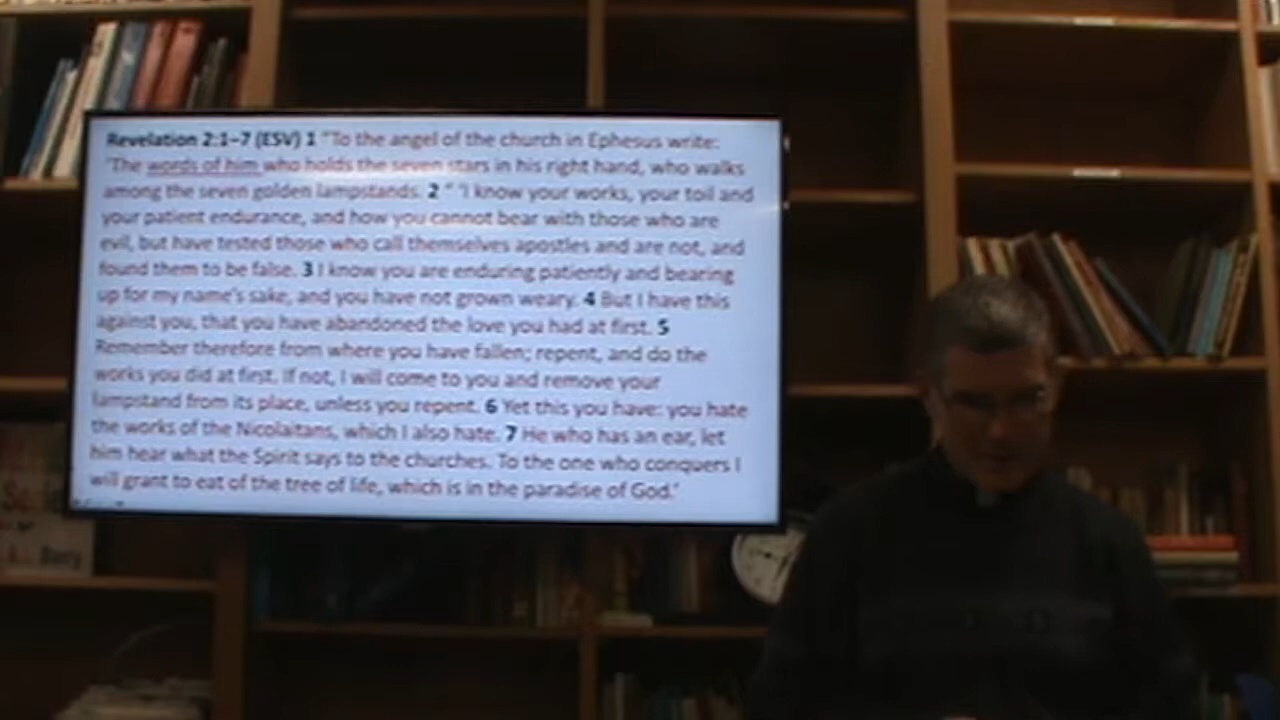 Revelation 2:1–7 (ESV) 1 "To the angel of the church in Ephesus write:
'The words of him who holds the seven stars in his right hand, who walks
among the seven golden lampstands. 2 " 'I know your works, your toil and
your patient endurance, and how you cannot bear with those who are
evil, but have tested those who call themselves apostles and are not, and
found them to be false. 3 I know you are enduring patiently and bearing
up for my name's sake, and you have not grown weary. 4 But I have this
against you, that you have abandoned the love you had at first. 5
Remember therefore from where you have fallen; repent, and do the
works you did at first. If not, I will come to you and remove your
lampstand from its place, unless you repent. 6 Yet this you have: you hate
the works of the Nicolaitans, which I also hate. 7 He who has an ear, let
him hear what the Spirit says to the churches. To the one who conquers I
will grant to eat of the tree of life, which is in the paradise of God.'